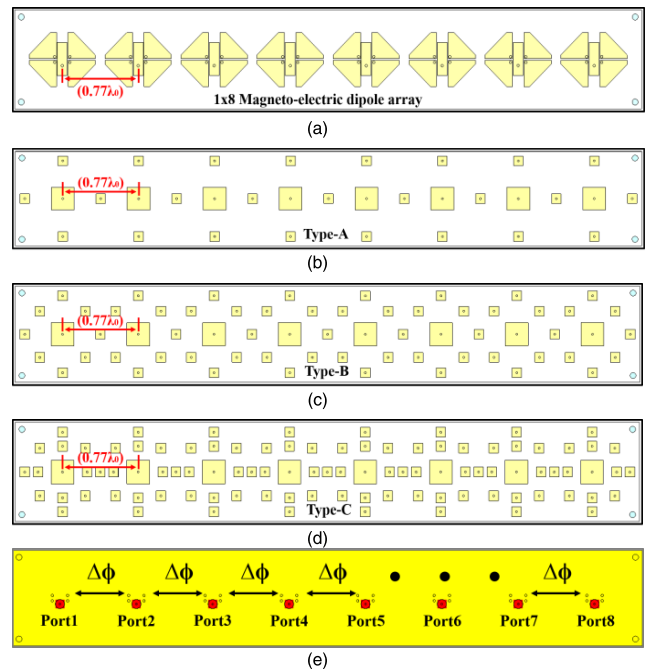 (0.77λ₀)
1x8 Magneto-electric dipole array
(a)
(0.77λ₀)
Type-A
(b)
(0.77λ₀)
Type-B
(c)
(0.77λ₀)
Type-C
(d)
Δϕ Δϕ Δϕ Δϕ Δϕ
Port1 Port2 Port3 Port4 Port5 Port6 Port7 Port8
(e)